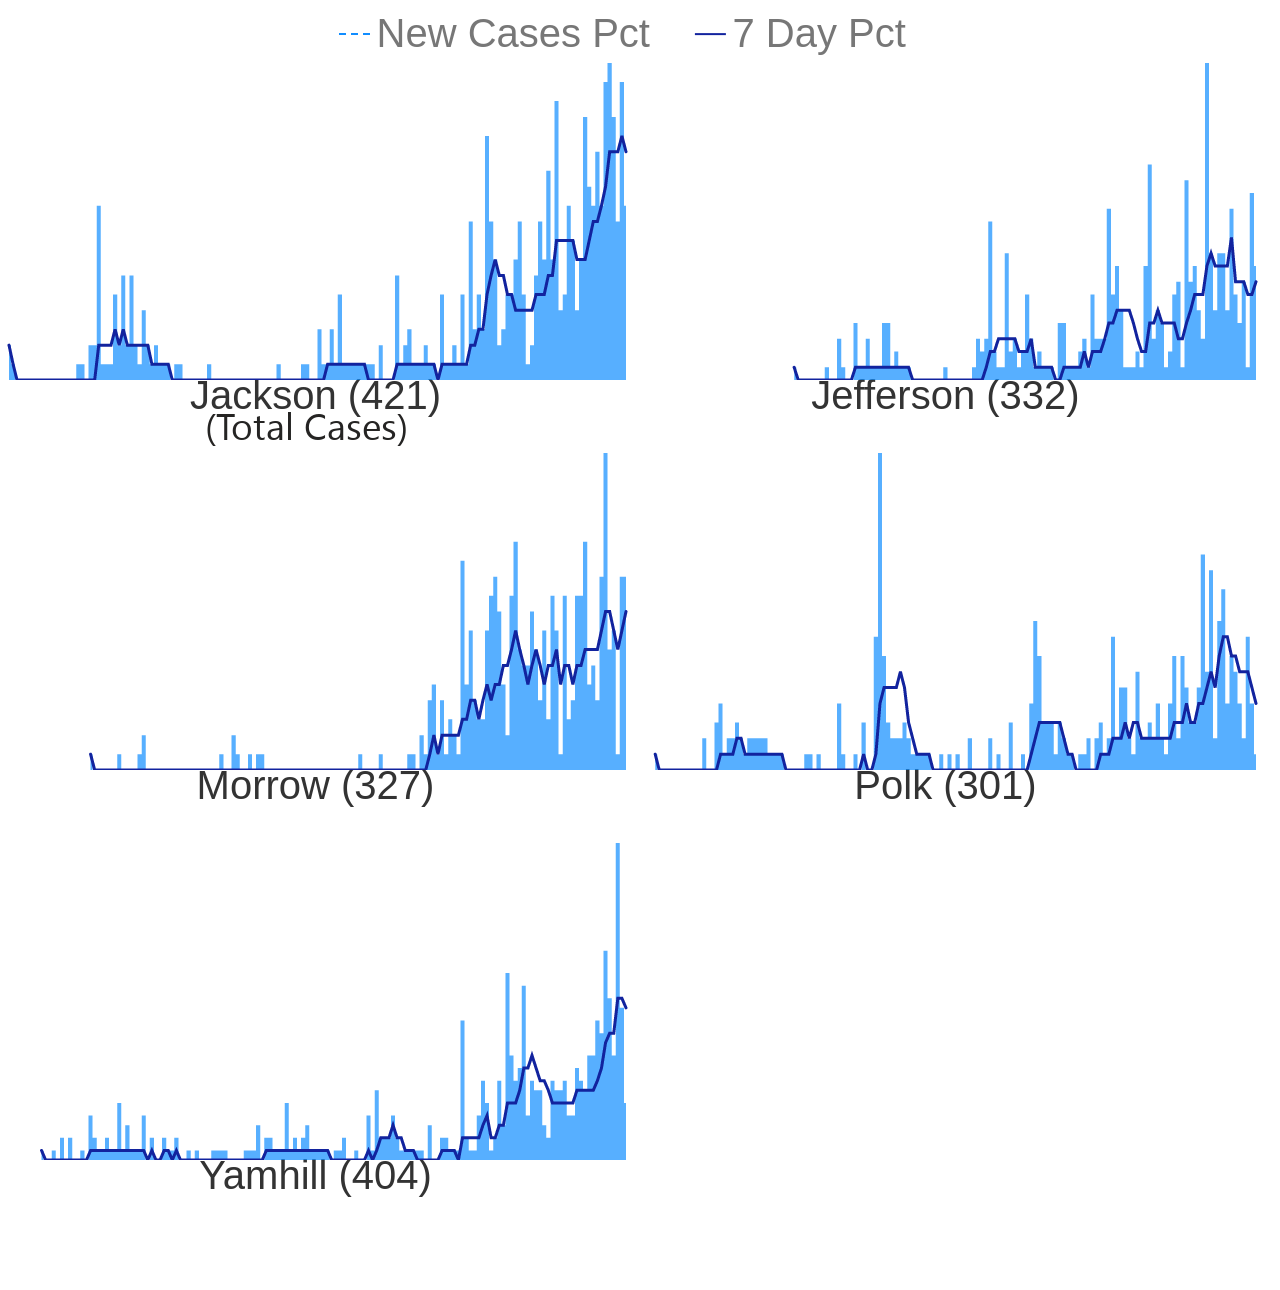 New Cases Pct 7 Day Pct
Jackson (421)
(Total Cases)
Jefferson (332)
Morrow (327)
Polk (301)
Yamhill (404)